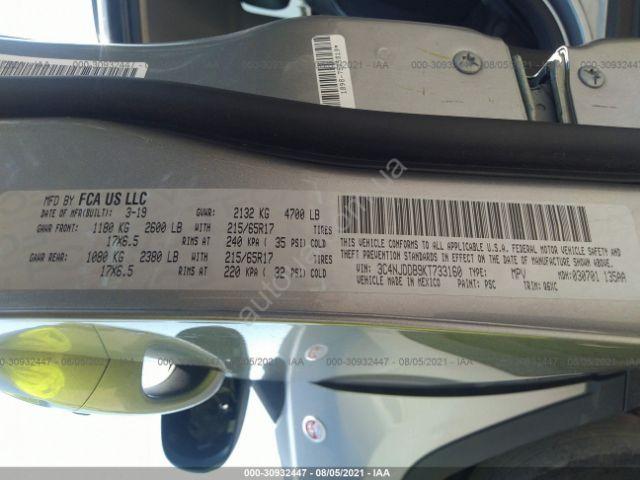 000-30932447 - 08/05/2021 - IAA
MFD BY FCA US LLC
DATE OF MFR(BUILT): 3-19 GVWR: 2132 KG 4700 LB
GAWR FRONT: 1180 KG 2600 LB WITH 215/65R17 TIRES
17X6.5 RIMS AT 240 KPA ( 35 PSI) COLD
GAWR REAR: 1080 KG 2380 LB WITH 215/65R17 TIRES
17X6.5 RIMS AT 220 KPA ( 32 PSI) COLD
THIS VEHICLE CONFORMS TO ALL APPLICABLE U.S.A. FEDERAL MOTOR VEHICLE SAFETY AND
THEFT PREVENTION STANDARDS IN EFFECT ON THE DATE OF MANUFACTURE SHOWN ABOVE.
VIN: 3C4NJDDB9KT733160 TYPE: MPV MDH: 030701 135AA
VEHICLE MADE IN MEXICO PAINT: PSC TRIM: A6XC
000-30932447 - 08/05/2021 - IAA
000-30932447 - 08/05/2021 - IAA